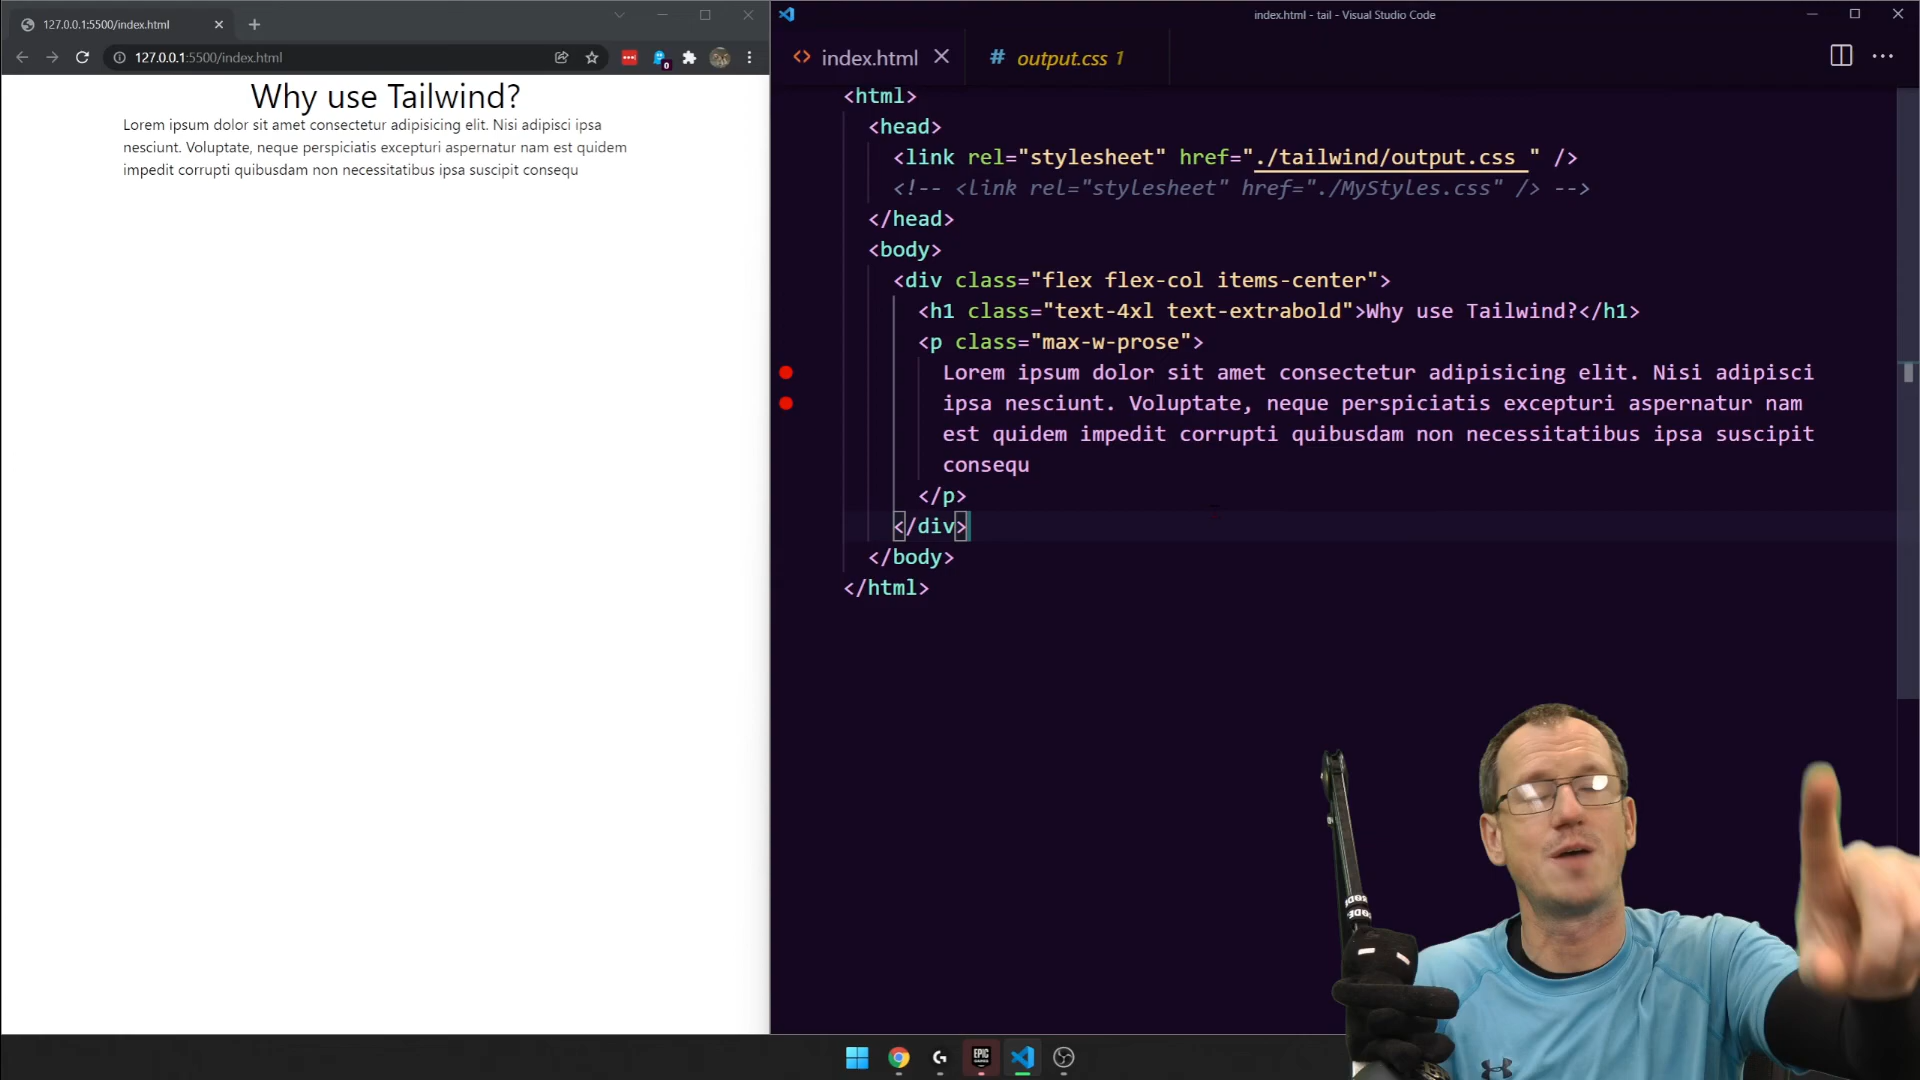 127.0.0.1:5500/index.html
127.0.0.1:5500/index.html
0
Why use Tailwind?
Lorem ipsum dolor sit amet consectetur adipisicing elit. Nisi adipisci ipsa
nesciunt. Voluptate, neque perspiciatis excepturi aspernatur nam est quidem
impedit corrupti quibusdam non necessitatibus ipsa suscipit consequ
index.html - tail - Visual Studio Code
<> index.html
# output.css 1
<html>
<head>
<link rel="stylesheet" href="./tailwind/output.css " />
<!-- <link rel="stylesheet" href="./MyStyles.css" /> -->
</head>
<body>
<div class="flex flex-col items-center">
<h1 class="text-4xl text-extrabold">Why use Tailwind?</h1>
<p class="max-w-prose">
Lorem ipsum dolor sit amet consectetur adipisicing elit. Nisi adipisci
ipsa nesciunt. Voluptate, neque perspiciatis excepturi aspernatur nam
est quidem impedit corrupti quibusdam non necessitatibus ipsa suscipit
consequ
</p>
</div>
</body>
</html>
EPIC
GAMES